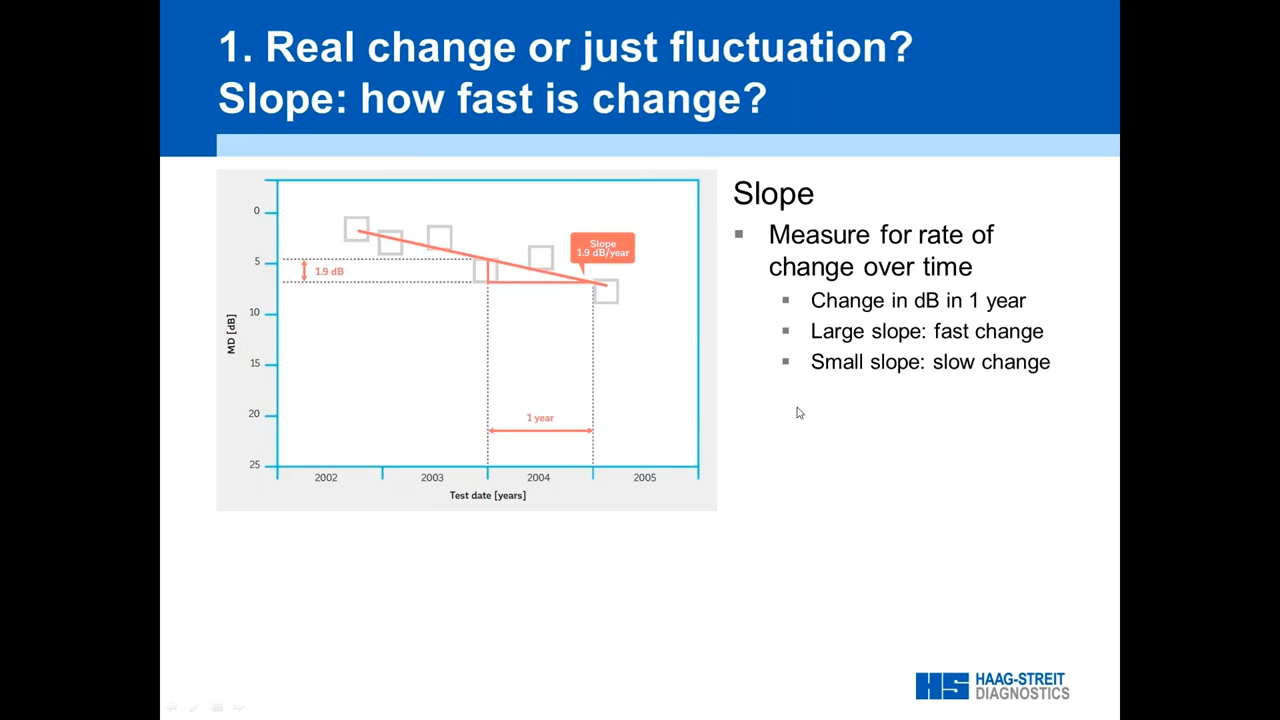 1. Real change or just fluctuation?
Slope: how fast is change?
0
5
10
15
20
25
MD [dB]
1.9 dB
Slope
1.9 dB/year
1 year
2002 2003 2004 2005
Test date [years]
Slope
Measure for rate of
change over time
Change in dB in 1 year
Large slope: fast change
Small slope: slow change
HS HAAG-STREIT
DIAGNOSTICS